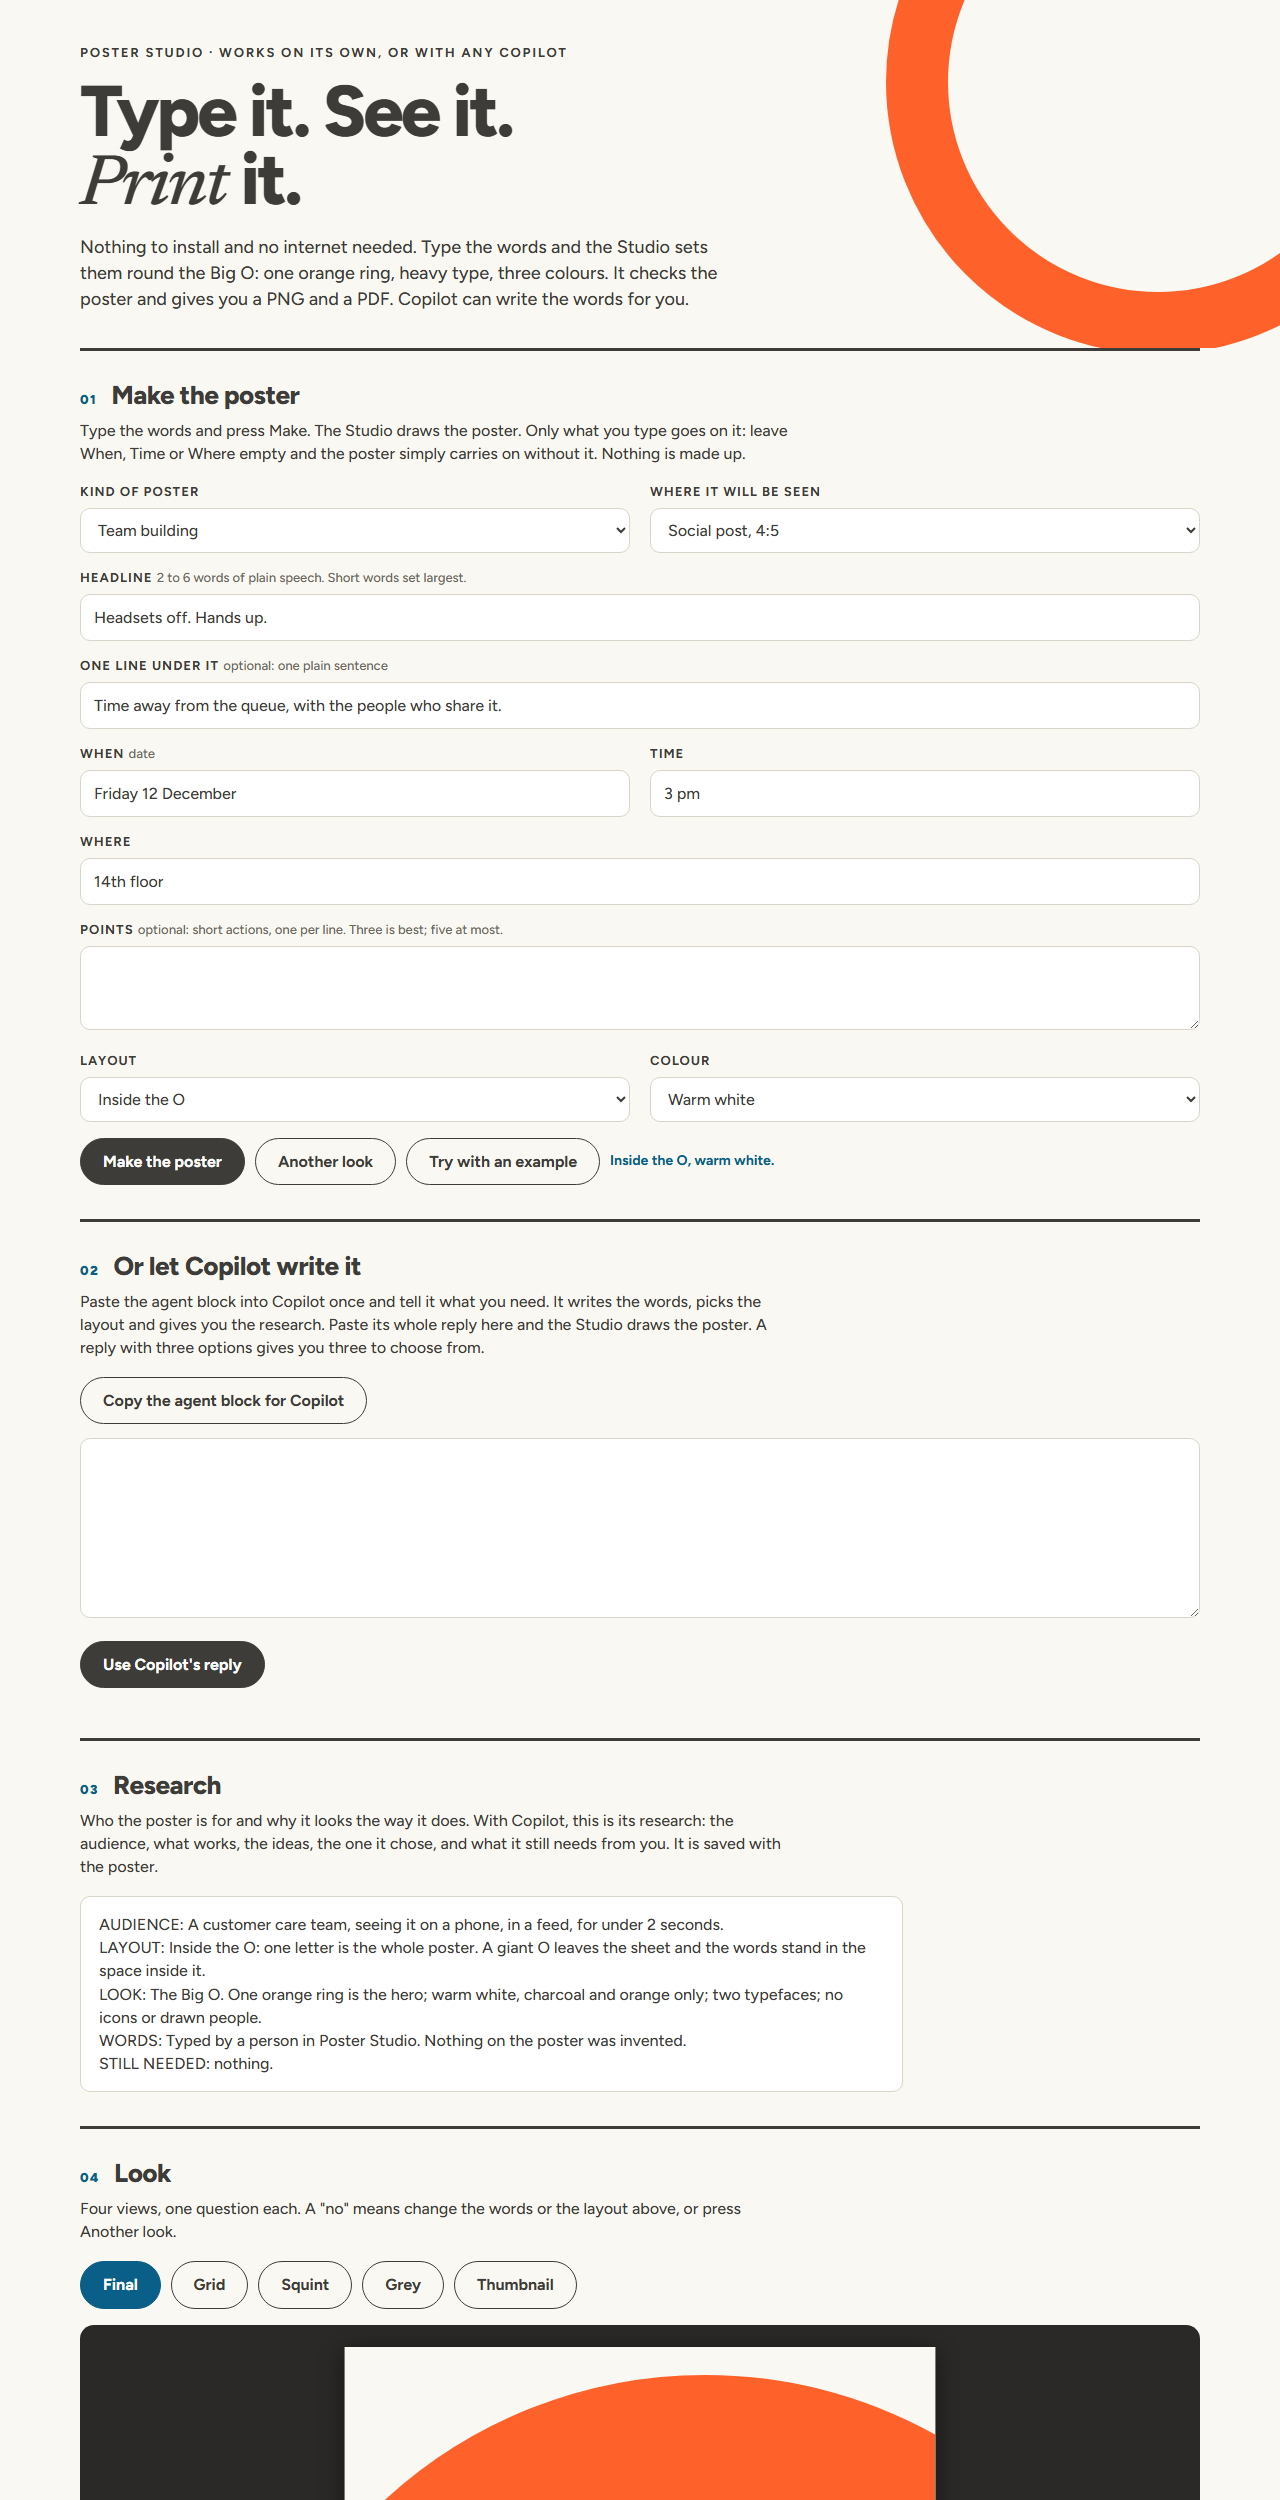 POSTER STUDIO · WORKS ON ITS OWN, OR WITH ANY COPILOT
Type it. See it.
Print it.
Nothing to install and no internet needed. Type the words and the Studio sets
them round the Big O: one orange ring, heavy type, three colours. It checks the
poster and gives you a PNG and a PDF. Copilot can write the words for you.
01 Make the poster
Type the words and press Make. The Studio draws the poster. Only what you type goes on it: leave
When, Time or Where empty and the poster simply carries on without it. Nothing is made up.
KIND OF POSTER WHERE IT WILL BE SEEN
Team building Social post, 4:5
HEADLINE 2 to 6 words of plain speech. Short words set largest.
Headsets off. Hands up.
ONE LINE UNDER IT optional: one plain sentence
Time away from the queue, with the people who share it.
WHEN date TIME
Friday 12 December 3 pm
WHERE
14th floor
POINTS optional: short actions, one per line. Three is best; five at most.
LAYOUT COLOUR
Inside the O Warm white
Make the poster Another look Try with an example Inside the O, warm white.
02 Or let Copilot write it
Paste the agent block into Copilot once and tell it what you need. It writes the words, picks the
layout and gives you the research. Paste its whole reply here and the Studio draws the poster. A
reply with three options gives you three to choose from.
Copy the agent block for Copilot
Use Copilot's reply
03 Research
Who the poster is for and why it looks the way it does. With Copilot, this is its research: the
audience, what works, the ideas, the one it chose, and what it still needs from you. It is saved with
the poster.
AUDIENCE: A customer care team, seeing it on a phone, in a feed, for under 2 seconds.
LAYOUT: Inside the O: one letter is the whole poster. A giant O leaves the sheet and the words stand in the
space inside it.
LOOK: The Big O. One orange ring is the hero; warm white, charcoal and orange only; two typefaces; no
icons or drawn people.
WORDS: Typed by a person in Poster Studio. Nothing on the poster was invented.
STILL NEEDED: nothing.
04 Look
Four views, one question each. A "no" means change the words or the layout above, or press
Another look.
Final Grid Squint Grey Thumbnail